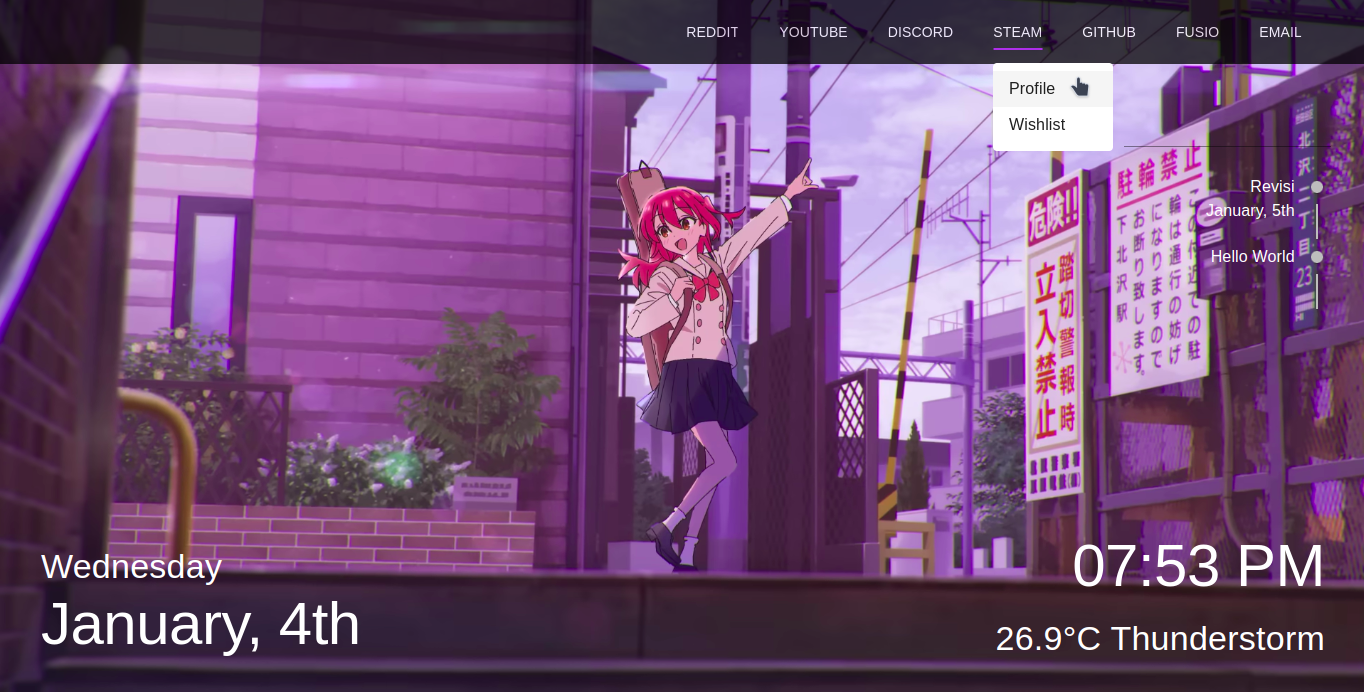 REDDIT YOUTUBE DISCORD STEAM GITHUB FUSIO EMAIL
Profile
Wishlist
Revisi
January, 5th
Hello World
危険!!
踏切警報時
立入禁止
駐輪禁止
この付近での駐
輪は通行の妨げ
になりますので
お断り致します。
下北沢駅
北沢
丁目
23
Wednesday
January, 4th
07:53 PM
26.9°C Thunderstorm